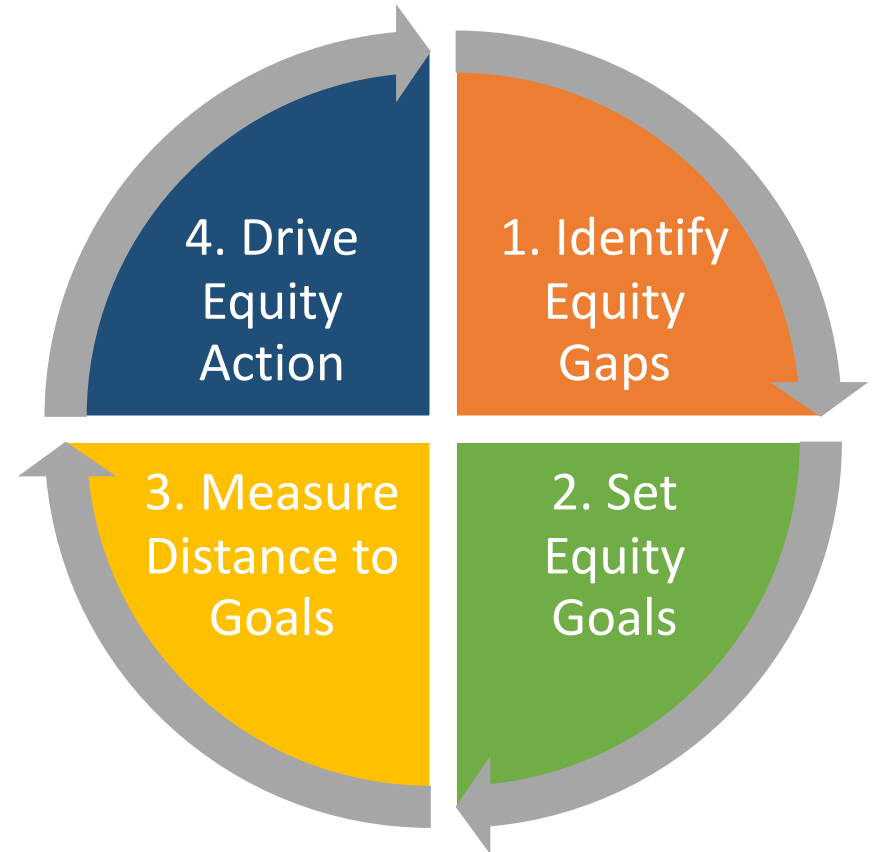 1. Identify
Equity
Gaps
2. Set
Equity
Goals
3. Measure
Distance to
Goals
4. Drive
Equity
Action